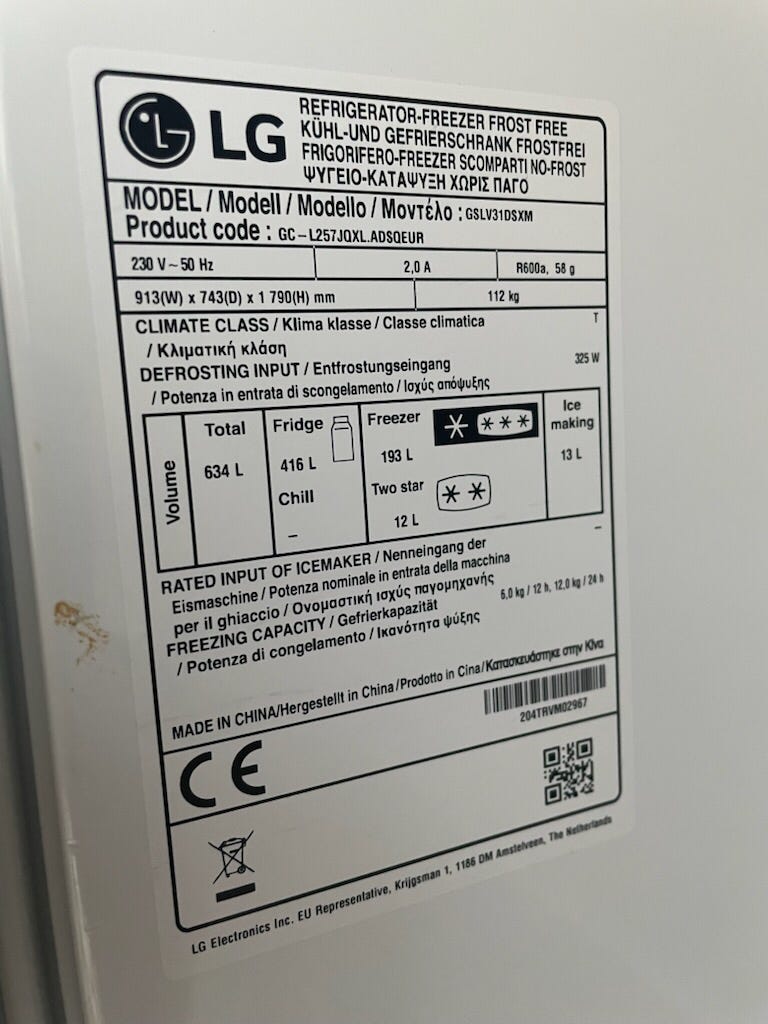 LG
REFRIGERATOR-FREEZER FROST FREE
KÜHL-UND GEFRIERSCHRANK FROSTFREI
FRIGORIFERO-FREEZER SCOMPARTI NO-FROST
ΨΥΓΕΙΟ-ΚΑΤΑΨΥΞΗ ΧΩΡΙΣ ΠΑΓΟ
MODEL / Modell / Modello / Μοντέλο : GSLV31DSXM
Product code : GC-L257JQXL.ADSQEUR
230 V~50 Hz 2,0 A R600a, 58 g
913(W) x 743(D) x 1 790(H) mm 112 kg
CLIMATE CLASS / Klima klasse / Classe climatica T
/ Κλιματική κλάση
DEFROSTING INPUT / Entfrostungseingang 325 W
/ Potenza in entrata di scongelamento / Ισχύς απόψυξης
Volume
Total
634 L
Fridge
416 L
Chill
–
Freezer
193 L
Two star
12 L
Ice
making
13 L
RATED INPUT OF ICEMAKER / Nenneingang der –
Eismaschine / Potenza nominale in entrata della macchina
per il ghiaccio / Ονομαστική ισχύς παγομηχανής
FREEZING CAPACITY / Gefrierkapazität 6,0 kg / 12 h, 12,0 kg / 24 h
/ Potenza di congelamento / Ικανότητα ψύξης
MADE IN CHINA/Hergestellt in China/Prodotto in Cina/Κατασκευάστηκε στην Κίνα
204TRVM02967
CE
LG Electronics Inc. EU Representative, Krijgsman 1, 1186 DM Amstelveen, The Netherlands